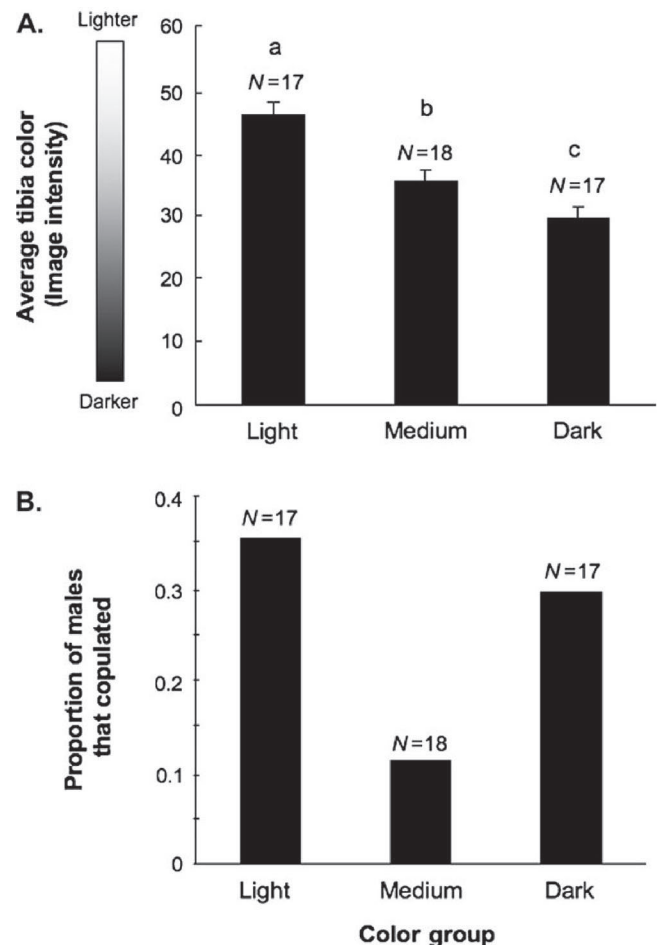 A.
Lighter
Darker
Average tibia color
(Image intensity)
60
50
40
30
20
10
0
a
N=17
b
N=18
c
N=17
Light Medium Dark
B.
Proportion of males
that copulated
0.4
0.3
0.2
0.1
0
N=17
N=18
N=17
Light Medium Dark
Color group